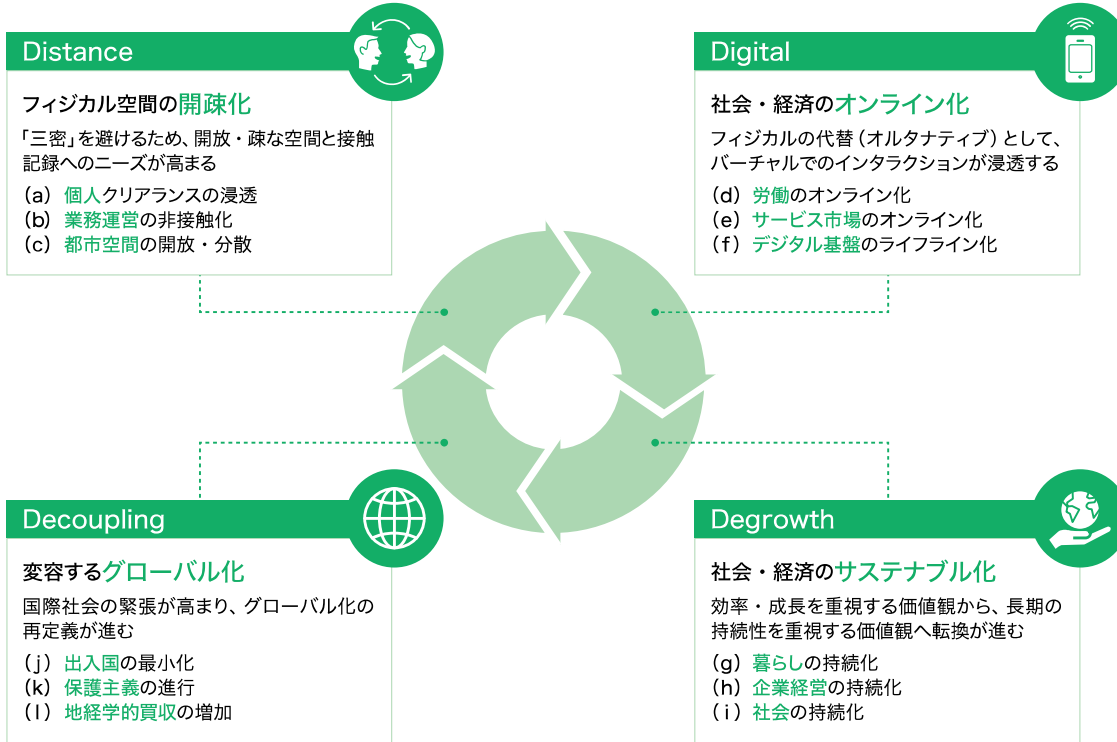 Distance
フィジカル空間の開疎化
「三密」を避けるため、開放・疎な空間と接触
記録へのニーズが高まる
(a) 個人クリアランスの浸透
(b) 業務運営の非接触化
(c) 都市空間の開放・分散
Digital
社会・経済のオンライン化
フィジカルの代替（オルタナティブ）として、
バーチャルでのインタラクションが浸透する
(d) 労働のオンライン化
(e) サービス市場のオンライン化
(f) デジタル基盤のライフライン化
Degrowth
社会・経済のサステナブル化
効率・成長を重視する価値観から、長期の
持続性を重視する価値観へ転換が進む
(g) 暮らしの持続化
(h) 企業経営の持続化
(i) 社会の持続化
Decoupling
変容するグローバル化
国際社会の緊張が高まり、グローバル化の
再定義が進む
(j) 出入国の最小化
(k) 保護主義の進行
(l) 地経学的買収の増加